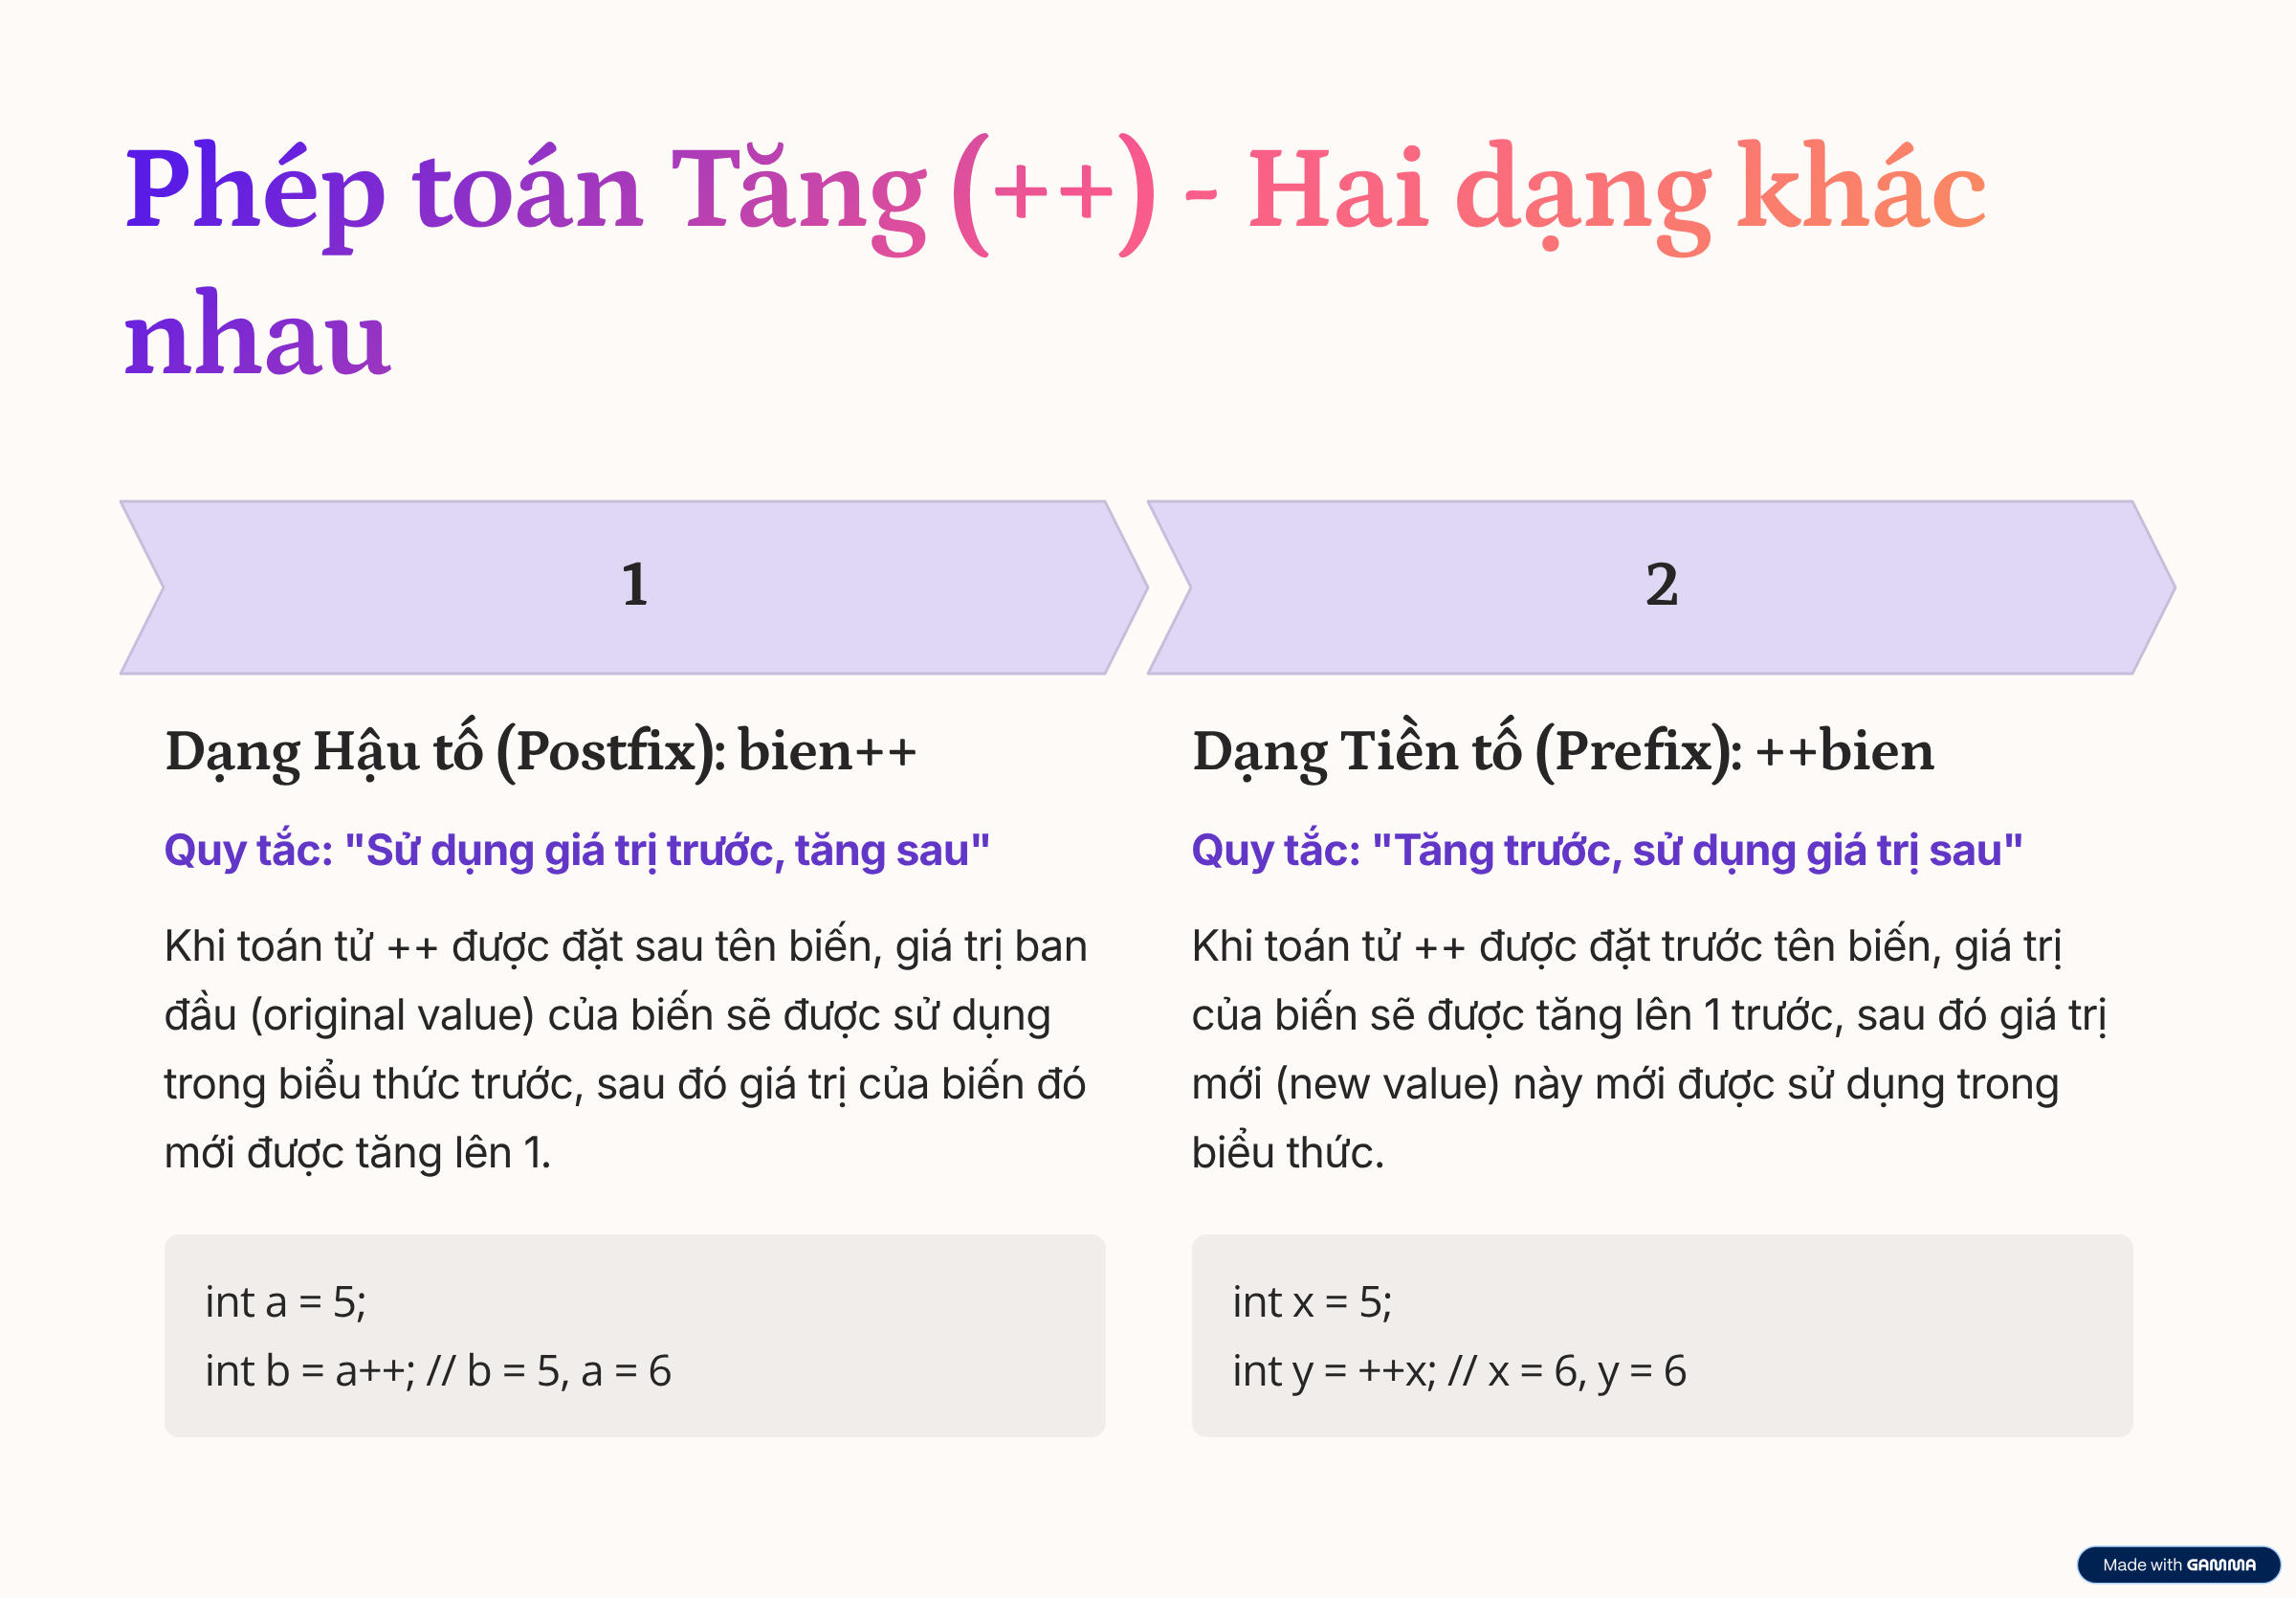 Phép toán Tăng (++) - Hai dạng khác
nhau
1
Dạng Hậu tố (Postfix): bien++
Quy tắc: "Sử dụng giá trị trước, tăng sau"
Khi toán tử ++ được đặt sau tên biến, giá trị ban
đầu (original value) của biến sẽ được sử dụng
trong biểu thức trước, sau đó giá trị của biến đó
mới được tăng lên 1.
int a = 5;
int b = a++; // b = 5, a = 6
2
Dạng Tiền tố (Prefix): ++bien
Quy tắc: "Tăng trước, sử dụng giá trị sau"
Khi toán tử ++ được đặt trước tên biến, giá trị
của biến sẽ được tăng lên 1 trước, sau đó giá trị
mới (new value) này mới được sử dụng trong
biểu thức.
int x = 5;
int y = ++x; // x = 6, y = 6
Made with GAMMA